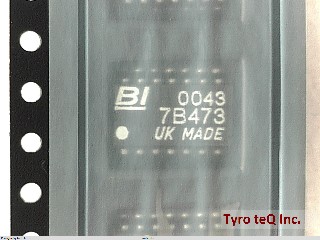 BI 0043
7B473
UK MADE
Tyro teQ Inc.